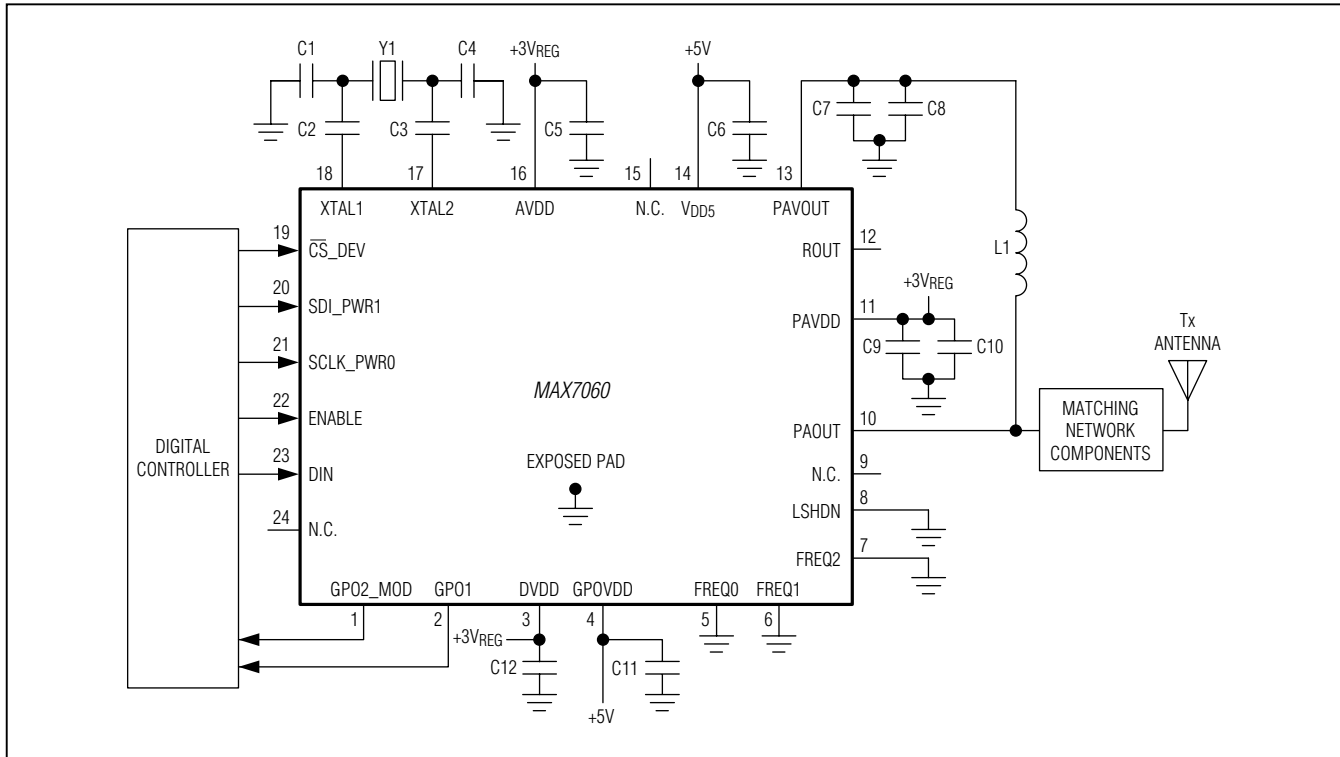 C1
Y1
C4
+3VREG
+5V
C2
C3
C5
C6
C7
C8
18
17
16
15
14
13
XTAL1
XTAL2
AVDD
N.C.
VDD5
PAVOUT
19
CS_DEV
12
ROUT
L1
20
SDI_PWR1
+3VREG
11
PAVDD
C9
C10
Tx
ANTENNA
21
SCLK_PWR0
MAX7060
22
ENABLE
10
PAOUT
MATCHING
NETWORK
COMPONENTS
DIGITAL
CONTROLLER
23
DIN
EXPOSED PAD
9
N.C.
24
N.C.
8
LSHDN
7
FREQ2
GPO2_MOD
GPO1
DVDD
GPOVDD
FREQ0
FREQ1
1
2
3
4
5
6
+3VREG
C12
C11
+5V